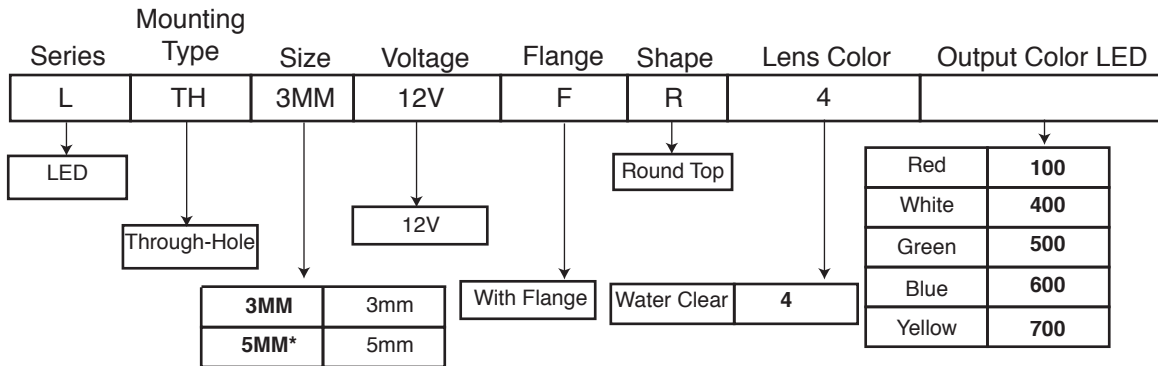 Mounting
Series Type Size Voltage Flange Shape Lens Color Output Color LED
L TH 3MM 12V F R 4
LED Round Top Red 100
White 400
12V
Through-Hole Green 500
With Flange Water Clear 4 Blue 600
3MM 3mm
5MM* 5mm Yellow 700